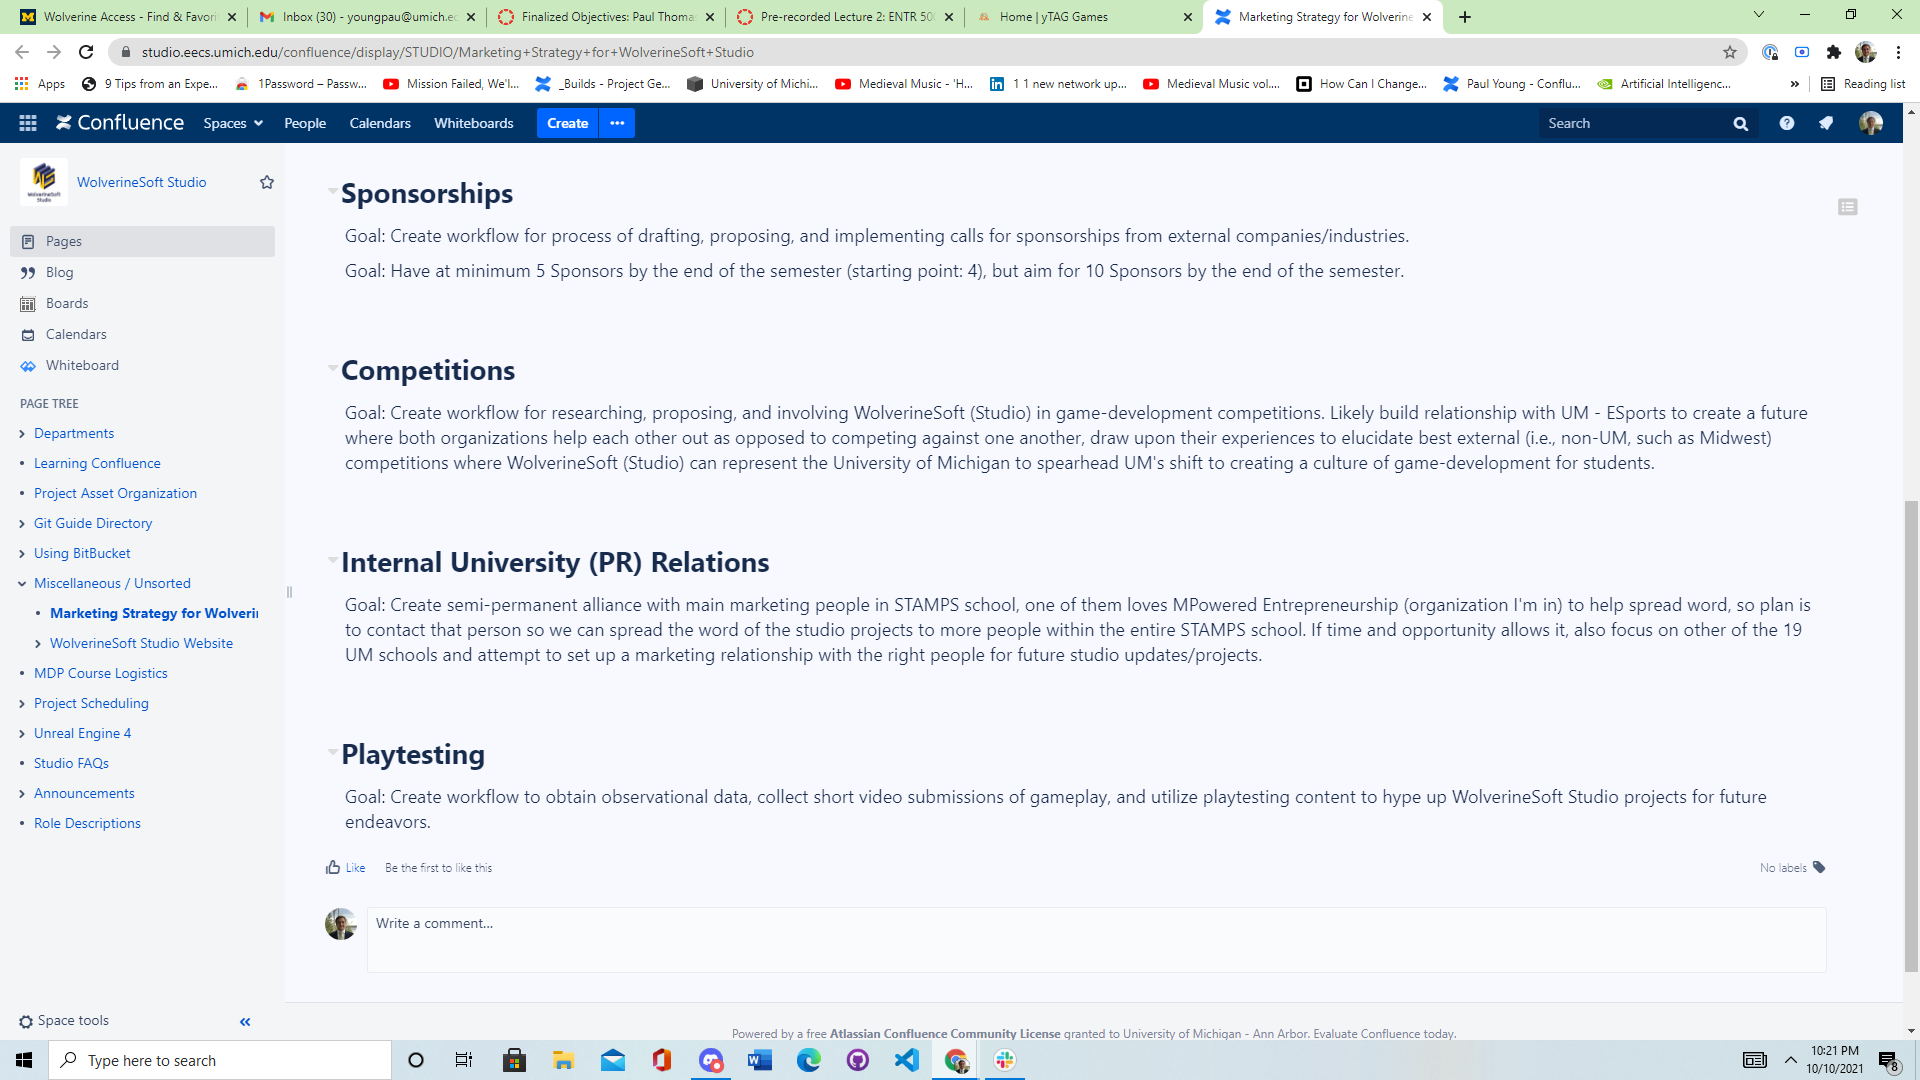 Wolverine Access - Find & Favori
Inbox (30) - youngpau@umich.ed
Finalized Objectives: Paul Thoma
Pre-recorded Lecture 2: ENTR 500
Home | yTAG Games
Marketing Strategy for Wolverine
studio.eecs.umich.edu/confluence/display/STUDIO/Marketing+Strategy+for+WolverineSoft+Studio
Apps
9 Tips from an Expe...
1Password – Passw...
Mission Failed, We'l...
_Builds - Project Ge...
University of Michi...
Medieval Music - 'H...
1 1 new network up...
Medieval Music vol....
How Can I Change...
Paul Young - Conflu...
Artificial Intelligenc...
»
Reading list
Confluence
Spaces
People
Calendars
Whiteboards
Create
Search
WolverineSoft Studio
Pages
Blog
Boards
Calendars
Whiteboard
PAGE TREE
Departments
Learning Confluence
Project Asset Organization
Git Guide Directory
Using BitBucket
Miscellaneous / Unsorted
Marketing Strategy for Wolverin
WolverineSoft Studio Website
MDP Course Logistics
Project Scheduling
Unreal Engine 4
Studio FAQs
Announcements
Role Descriptions
Space tools
Sponsorships
Goal: Create workflow for process of drafting, proposing, and implementing calls for sponsorships from external companies/industries.
Goal: Have at minimum 5 Sponsors by the end of the semester (starting point: 4), but aim for 10 Sponsors by the end of the semester.
Competitions
Goal: Create workflow for researching, proposing, and involving WolverineSoft (Studio) in game-development competitions. Likely build relationship with UM - ESports to create a future
where both organizations help each other out as opposed to competing against one another, draw upon their experiences to elucidate best external (i.e., non-UM, such as Midwest)
competitions where WolverineSoft (Studio) can represent the University of Michigan to spearhead UM's shift to creating a culture of game-development for students.
Internal University (PR) Relations
Goal: Create semi-permanent alliance with main marketing people in STAMPS school, one of them loves MPowered Entrepreneurship (organization I'm in) to help spread word, so plan is
to contact that person so we can spread the word of the studio projects to more people within the entire STAMPS school. If time and opportunity allows it, also focus on other of the 19
UM schools and attempt to set up a marketing relationship with the right people for future studio updates/projects.
Playtesting
Goal: Create workflow to obtain observational data, collect short video submissions of gameplay, and utilize playtesting content to hype up WolverineSoft Studio projects for future
endeavors.
Like
Be the first to like this
No labels
Write a comment...
Powered by a free Atlassian Confluence Community License granted to University of Michigan - Ann Arbor. Evaluate Confluence today.
Type here to search
10:21 PM
10/10/2021
8